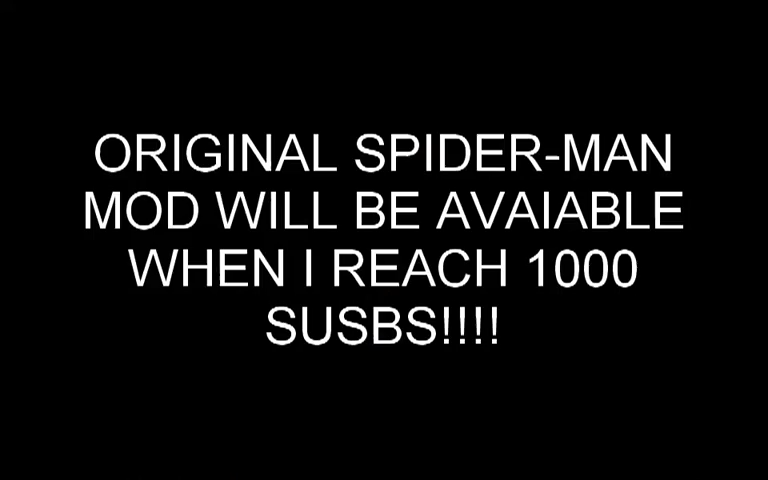 ORIGINAL SPIDER-MAN
MOD WILL BE AVAIABLE
WHEN I REACH 1000
SUSBS!!!!